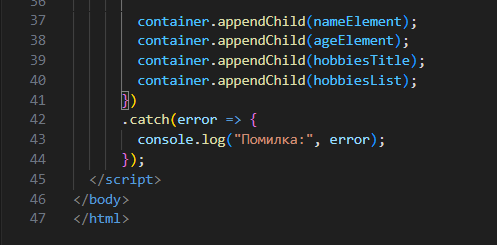 36
37 container.appendChild(nameElement);
38 container.appendChild(ageElement);
39 container.appendChild(hobbiesTitle);
40 container.appendChild(hobbiesList);
41 })
42 .catch(error => {
43 console.log("Помилка:", error);
44 });
45 </script>
46 </body>
47 </html>